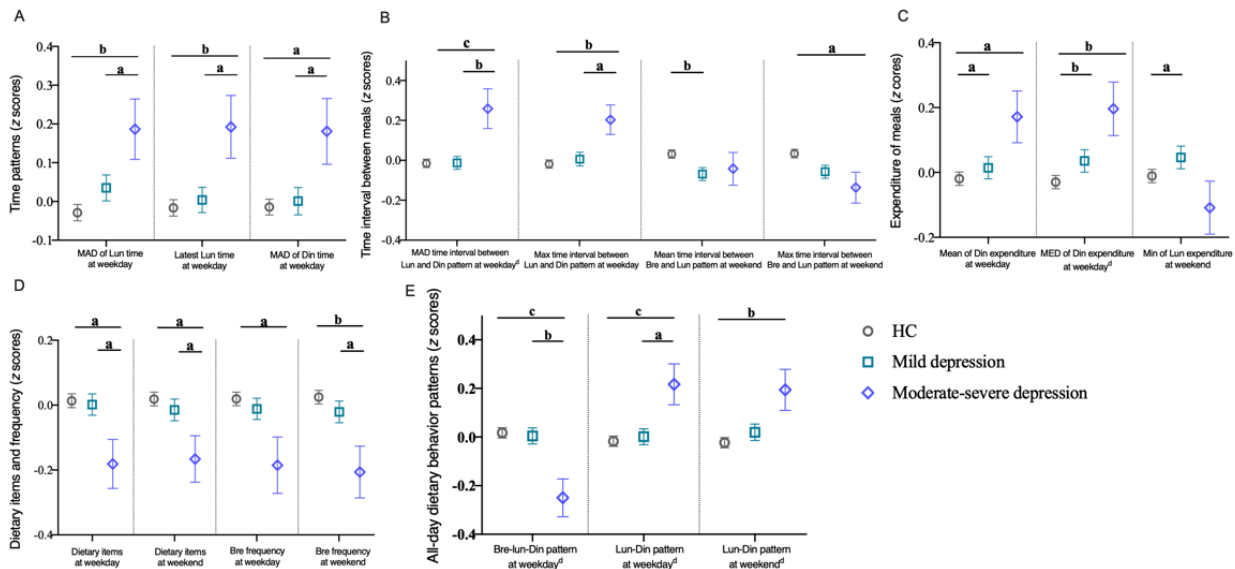 A
Time patterns (z scores)
0.4
0.3
0.2
0.1
0.0
-0.1
b
a
b
a
a
a
MAD of Lun time
at weekday
Latest Lun time
at weekday
MAD of Din time
at weekday
B
Time interval between meals (z scores)
0.4
0.2
0.0
-0.2
-0.4
c
b
b
a
b
a
MAD time interval between
Lun and Din pattern at weekdayᵈ
Max time interval between
Lun and Din pattern at weekday
Mean time interval between
Bre and Lun pattern at weekend
Max time interval between
Bre and Lun pattern at weekend
C
Expenditure of meals (z cores)
0.4
0.2
0.0
-0.2
a
a
b
b
a
Mean of Din expenditure
at weekday
MED of Din expenditure
at weekdayᵈ
Min of Lun expenditure
at weekend
D
Dietary items and frequency (z scores)
0.2
0.0
-0.2
-0.4
a
a
a
a
a
b
a
Dietary items
at weekday
Dietary items
at weekend
Bre frequency
at weekday
Bre frequency
at weekend
E
All-day dietary behavior patterns (z scores)
0.4
0.2
0.0
-0.2
-0.4
c
b
c
a
b
Bre-lun-Din pattern
at weekdayᵈ
Lun-Din pattern
at weekdayᵈ
Lun-Din pattern
at weekendᵈ
HC
Mild depression
Moderate-severe depression